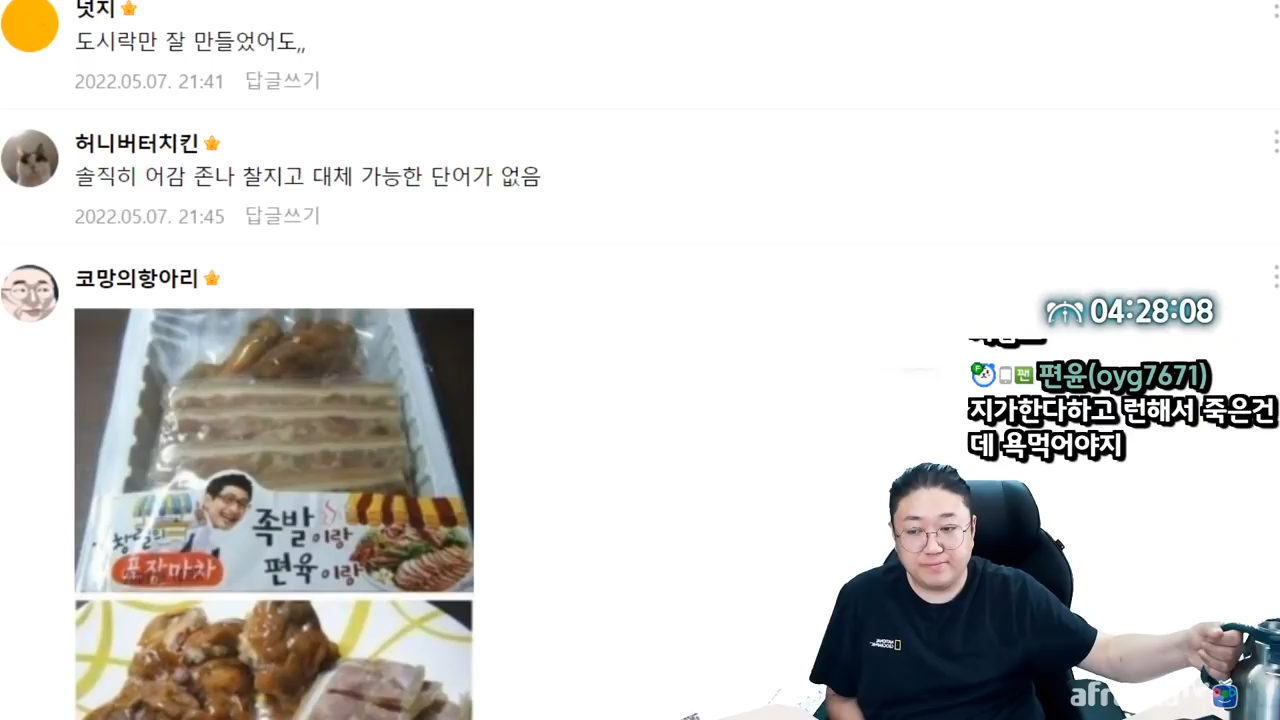 넛지
도시락만 잘 만들었어도,,
2022.05.07. 21:41 답글쓰기
허니버터치킨
솔직히 어감 존나 찰지고 대체 가능한 단어가 없음
2022.05.07. 21:45 답글쓰기
코망의항아리
창렬의
포장마차
족발이랑
편육이랑
04:28:08
편윤(oyg7671)
지가한다하고 런해서 죽은건
데 욕먹어야지